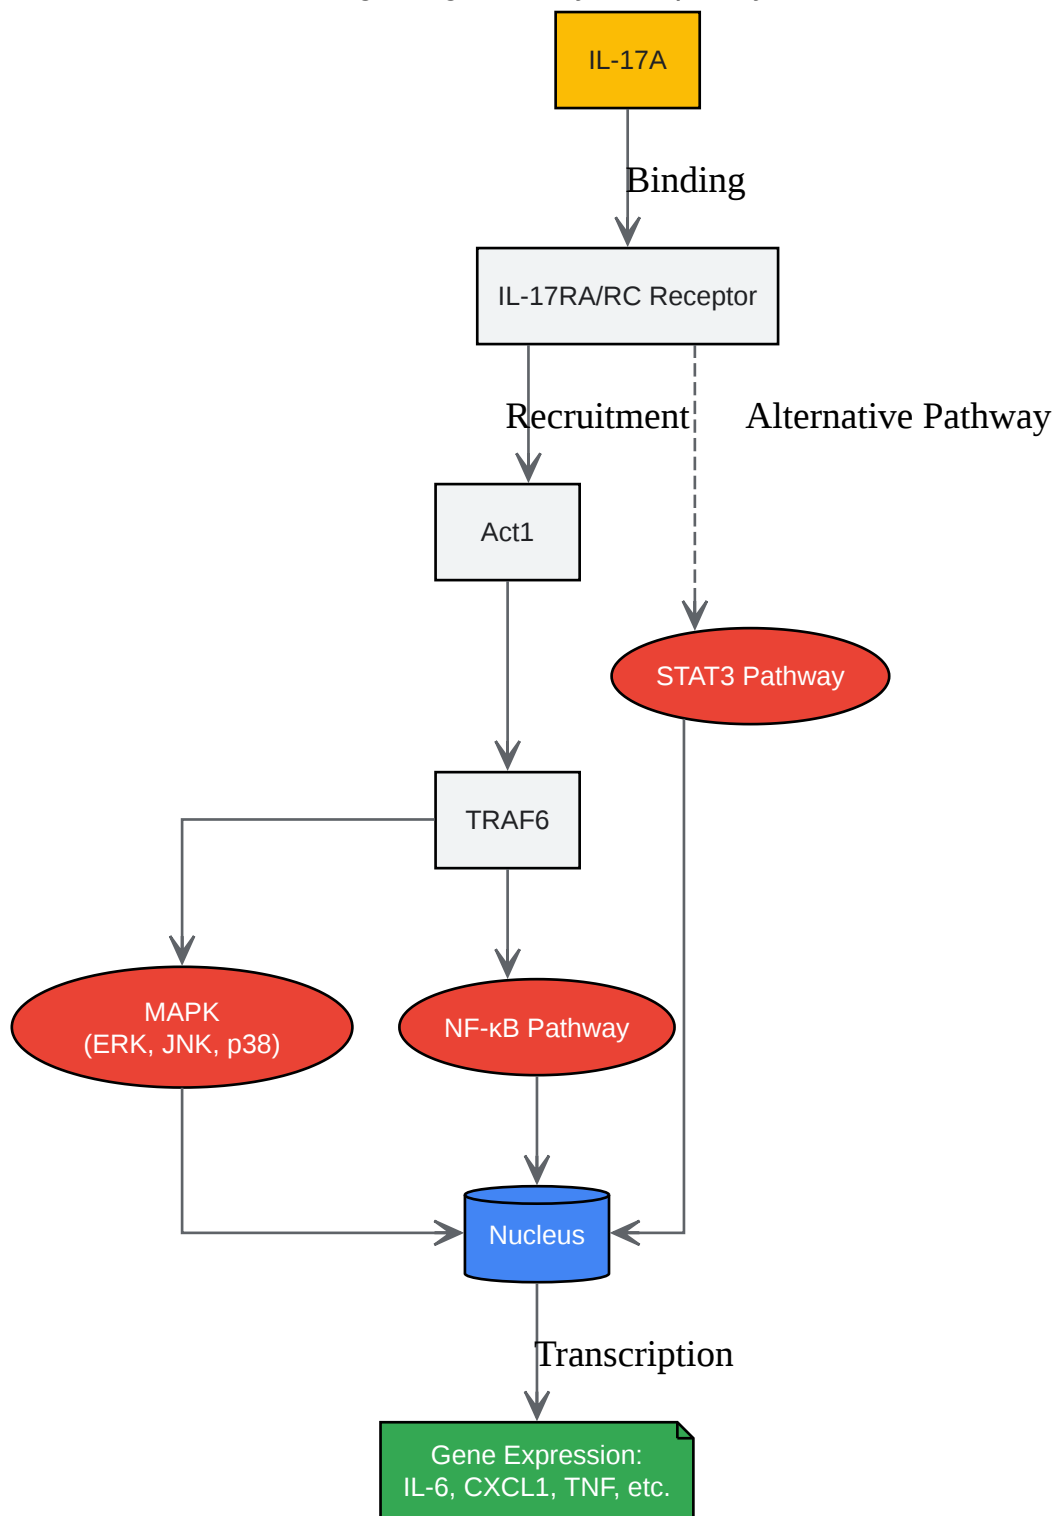 IL-17A
Binding
IL-17RA/RC Receptor
Recruitment
Alternative Pathway
Act1
STAT3 Pathway
TRAF6
MAPK
(ERK, JNK, p38)
NF-κB Pathway
Nucleus
Transcription
Gene Expression:
IL-6, CXCL1, TNF, etc.